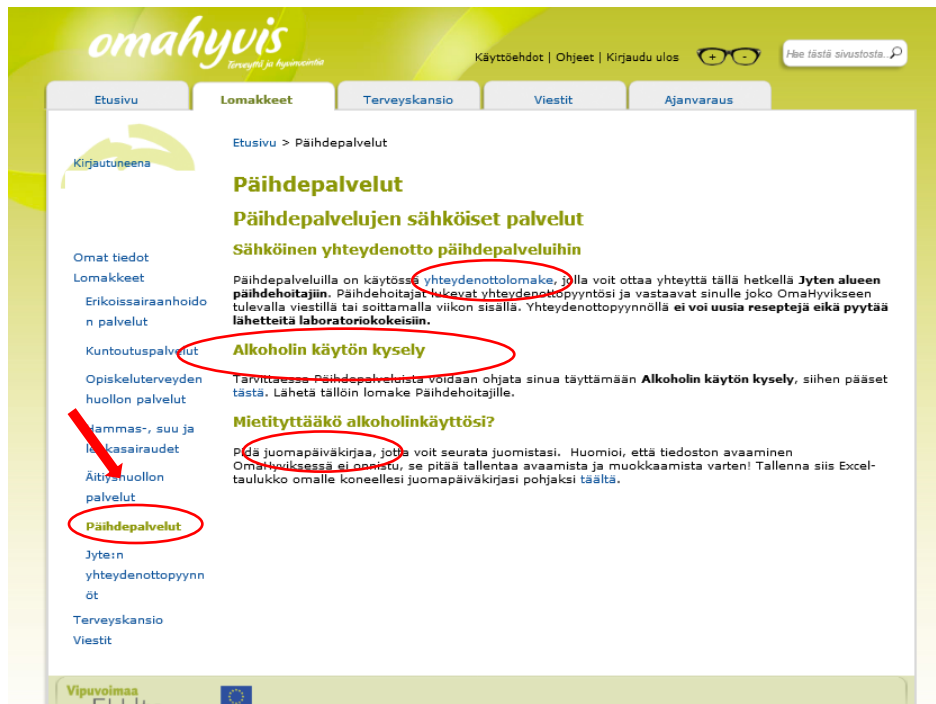 omahyvis
Terveyttä ja hyvinvointia
Käyttöehdot | Ohjeet | Kirjaudu ulos
+ -
Hae tästä sivustosta..
Etusivu
Lomakkeet
Terveyskansio
Viestit
Ajanvaraus
Kirjautuneena
Omat tiedot
Lomakkeet
Erikoissairaanhoido
n palvelut
Kuntoutuspalvelut
Opiskeluterveyden
huollon palvelut
Hammas-, suu ja
leukasairaudet
Äitiyshuollon
palvelut
Päihdepalvelut
Jyte:n
yhteydenottopyynn
öt
Terveyskansio
Viestit
Etusivu > Päihdepalvelut
Päihdepalvelut
Päihdepalvelujen sähköiset palvelut
Sähköinen yhteydenotto päihdepalveluihin
Päihdepalveluilla on käytössä yhteydenottolomake, jolla voit ottaa yhteyttä tällä hetkellä Jyten alueen
päihdehoitajiin. Päihdehoitajat lukevat yhteydenottopyyntösi ja vastaavat sinulle joko OmaHyvikseen
tulevalla viestillä tai soittamalla viikon sisällä. Yhteydenottopyynnöllä ei voi uusia reseptejä eikä pyytää
lähetteitä laboratoriokokeisiin.
Alkoholin käytön kysely
Tarvittaessa Päihdepalveluista voidaan ohjata sinua täyttämään Alkoholin käytön kysely, siihen pääset
tästä. Lähetä tällöin lomake Päihdehoitajille.
Mietityttääkö alkoholinkäyttösi?
Pidä juomapäiväkirjaa, jotta voit seurata juomistasi. Huomioi, että tiedoston avaaminen
OmaHyviksessä ei onnistu, se pitää tallentaa avaamista ja muokkaamista varten! Tallenna siis Excel-
taulukko omalle koneellesi juomapäiväkirjasi pohjaksi täältä.
Vipuvoimaa